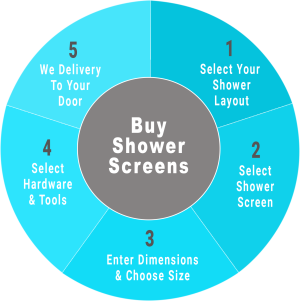 Buy
Shower
Screens
1
Select Your
Shower
Layout
2
Select
Shower
Screen
3
Enter Dimensions
& Choose Size
4
Select
Hardware
& Tools
5
We Delivery
To Your
Door